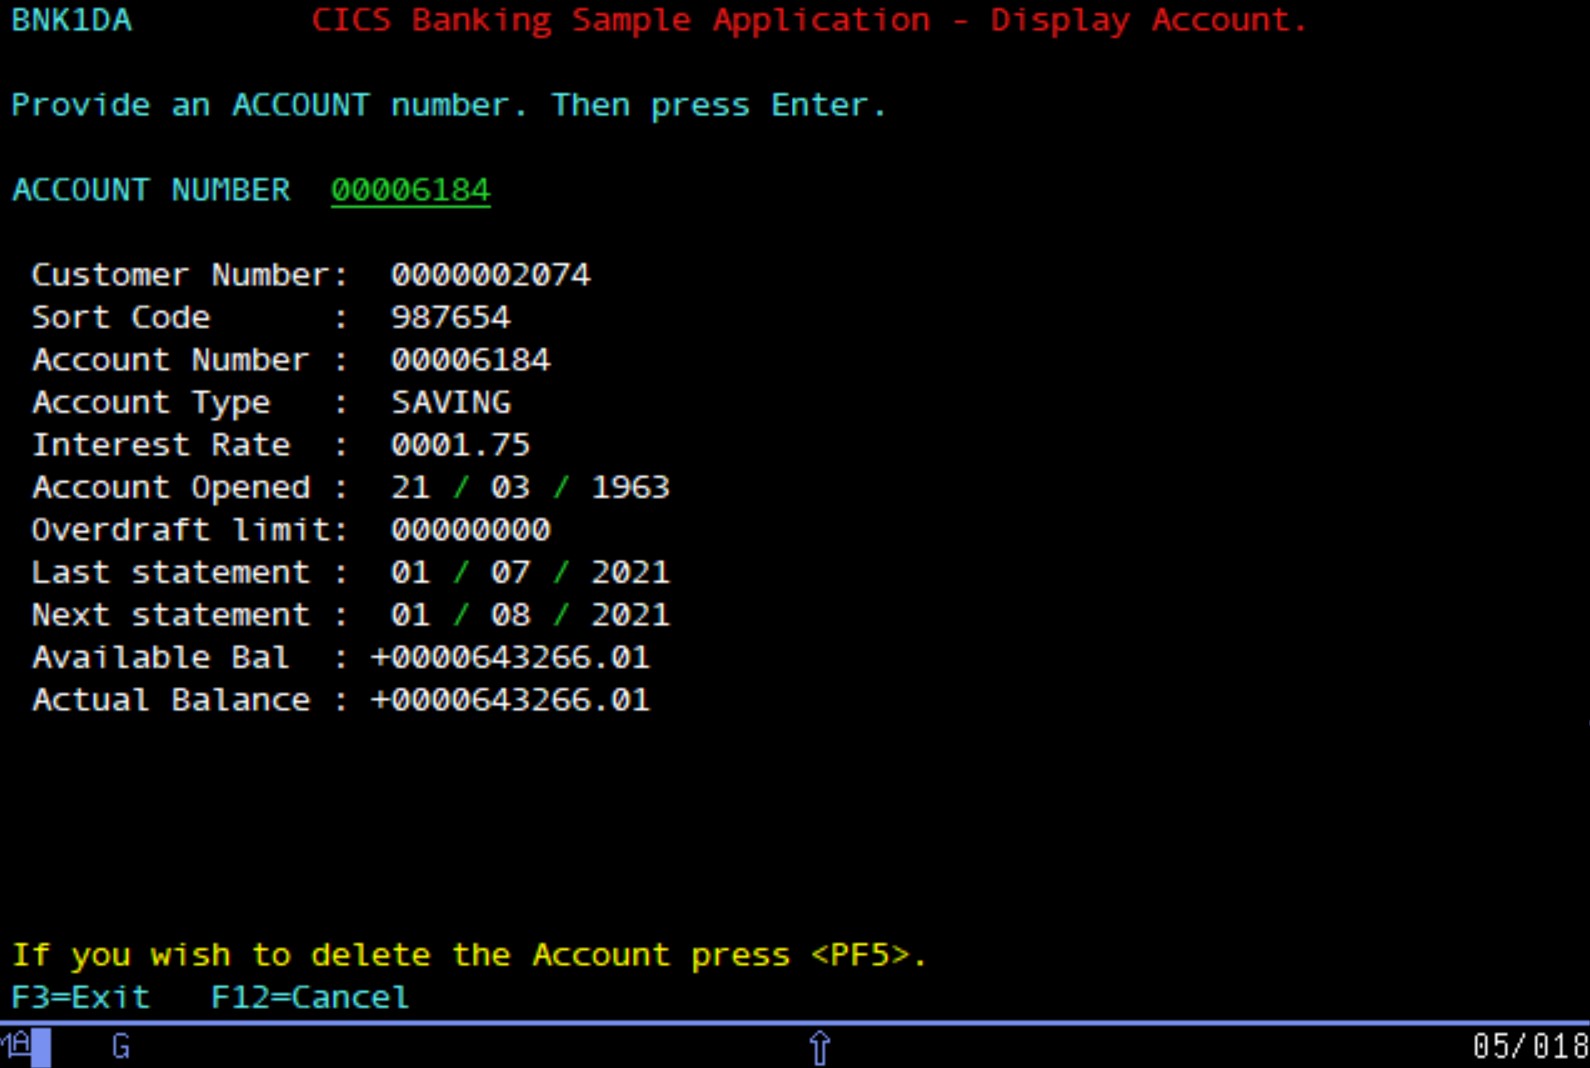 BNK1DA CICS Banking Sample Application - Display Account.
Provide an ACCOUNT number. Then press Enter.
ACCOUNT NUMBER 00006184
Customer Number: 0000002074
Sort Code : 987654
Account Number : 00006184
Account Type : SAVING
Interest Rate : 0001.75
Account Opened : 21 / 03 / 1963
Overdraft limit: 00000000
Last statement : 01 / 07 / 2021
Next statement : 01 / 08 / 2021
Available Bal : +0000643266.01
Actual Balance : +0000643266.01
If you wish to delete the Account press <PF5>.
F3=Exit F12=Cancel
MA G ⇧ 05/018